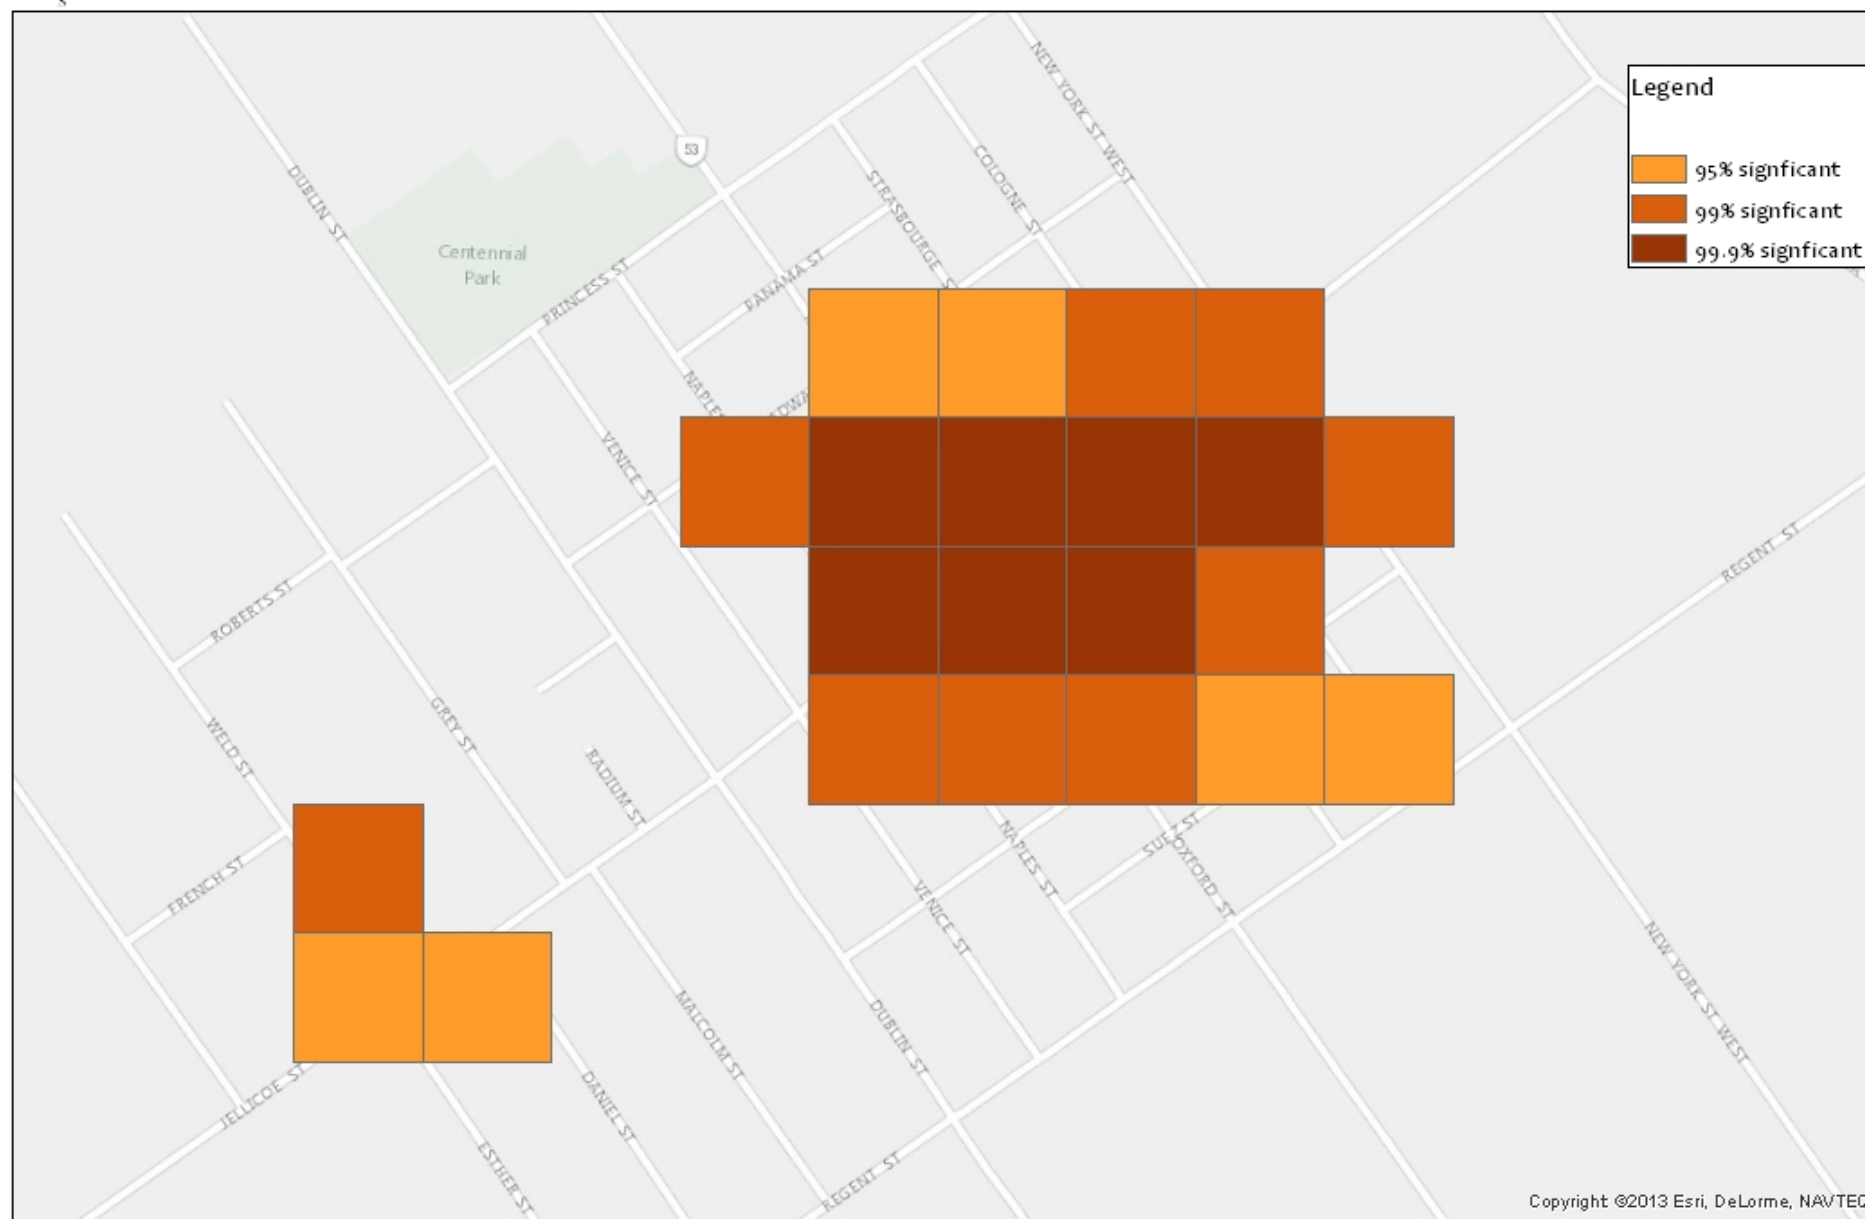 NEW YORK ST WEST
Legend
53
COLOGNE ST
95% signficant
DUBLIN ST
STRASBOURGE
99% signficant
Centennial
Park
99.9% signficant
PANAMA ST
PRINCESS ST
NAPLES
VENICE ST
REGENT ST
ROBERTS ST
GREY ST
WELD ST
RADIUM ST
SUEZ ST
NAPLES ST
OXFORD ST
FRENCH ST
VENICE ST
NEW YORK ST WEST
MALCOLM ST
DUBLIN ST
JELLICOE ST
DANIEL ST
ESTHER ST
REGENT ST
Copyright ©2013 Esri, DeLorme, NAVTEQ